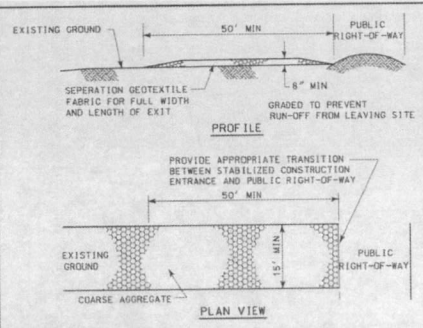 EXISTING GROUND
50' MIN
PUBLIC
RIGHT-OF-WAY
8" MIN
SEPERATION GEOTEXTILE
FABRIC FOR FULL WIDTH
AND LENGTH OF EXIT
GRADED TO PREVENT
RUN-OFF FROM LEAVING SITE
PROFILE
PROVIDE APPROPRIATE TRANSITION
BETWEEN STABILIZED CONSTRUCTION
ENTRANCE AND PUBLIC RIGHT-OF-WAY
50' MIN
EXISTING
GROUND
15' MIN
PUBLIC
RIGHT-OF-WAY
COARSE AGGREGATE
PLAN VIEW